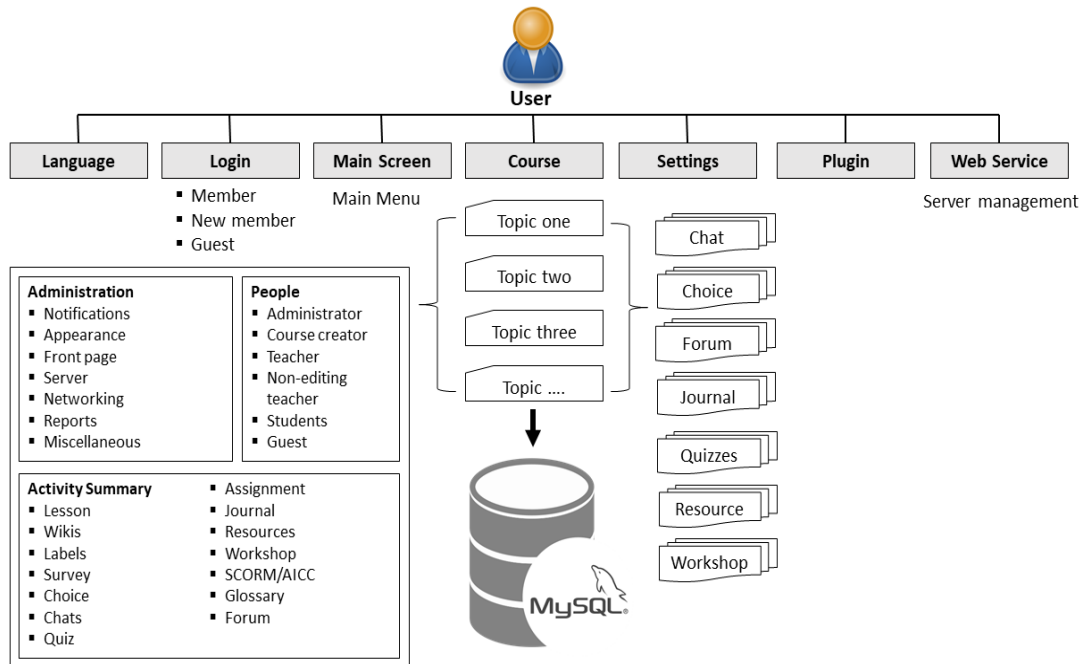 User
Language
Login
Main Screen
Course
Settings
Plugin
Web Service
Member
New member
Guest
Main Menu
Server management
Topic one
Topic two
Topic three
Topic ....
Chat
Choice
Forum
Journal
Quizzes
Resource
Workshop
Administration
Notifications
Appearance
Front page
Server
Networking
Reports
Miscellaneous
People
Administrator
Course creator
Teacher
Non-editing
teacher
Students
Guest
Activity Summary
Lesson
Wikis
Labels
Survey
Choice
Chats
Quiz
Assignment
Journal
Resources
Workshop
SCORM/AICC
Glossary
Forum
MySQL®